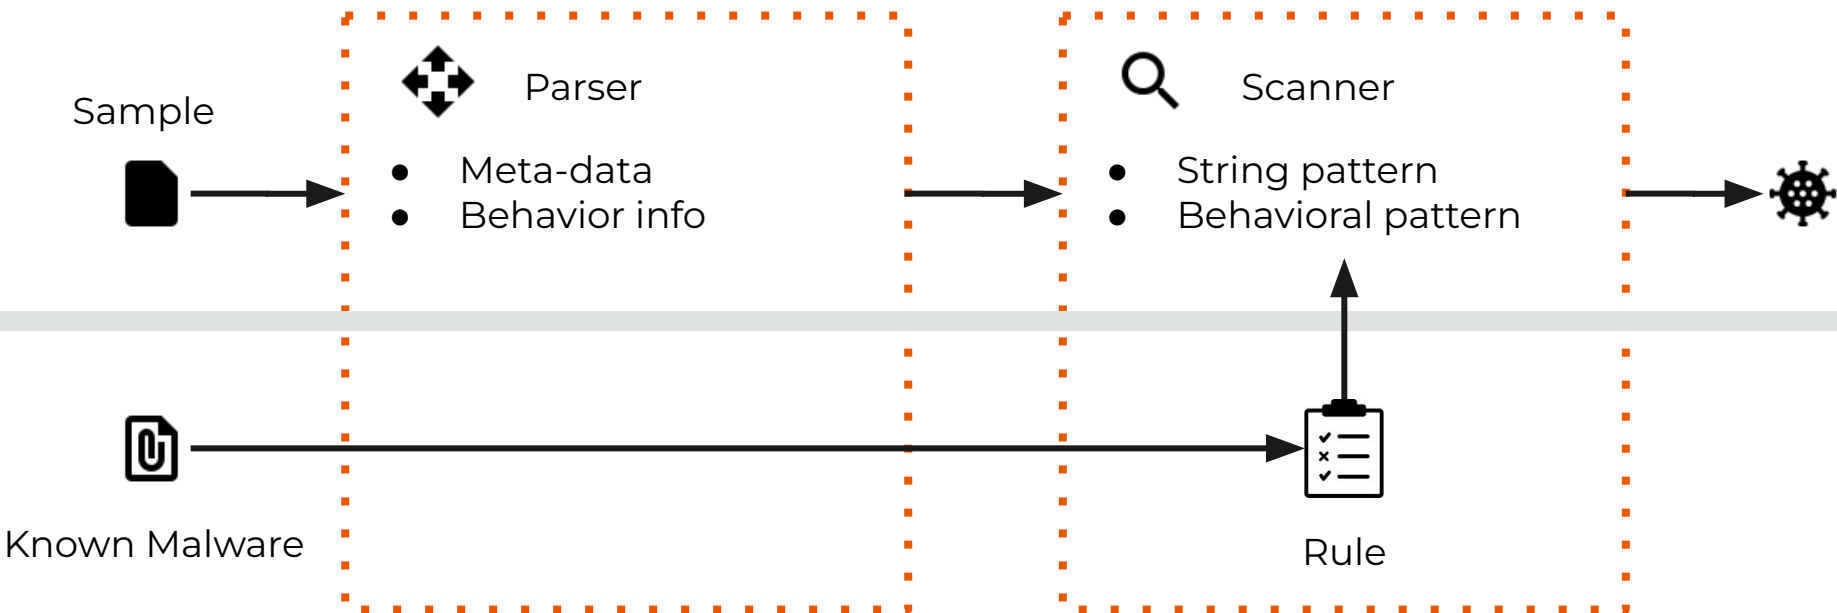 Sample
Parser
● Meta-data
● Behavior info
Scanner
● String pattern
● Behavioral pattern
Known Malware
Rule